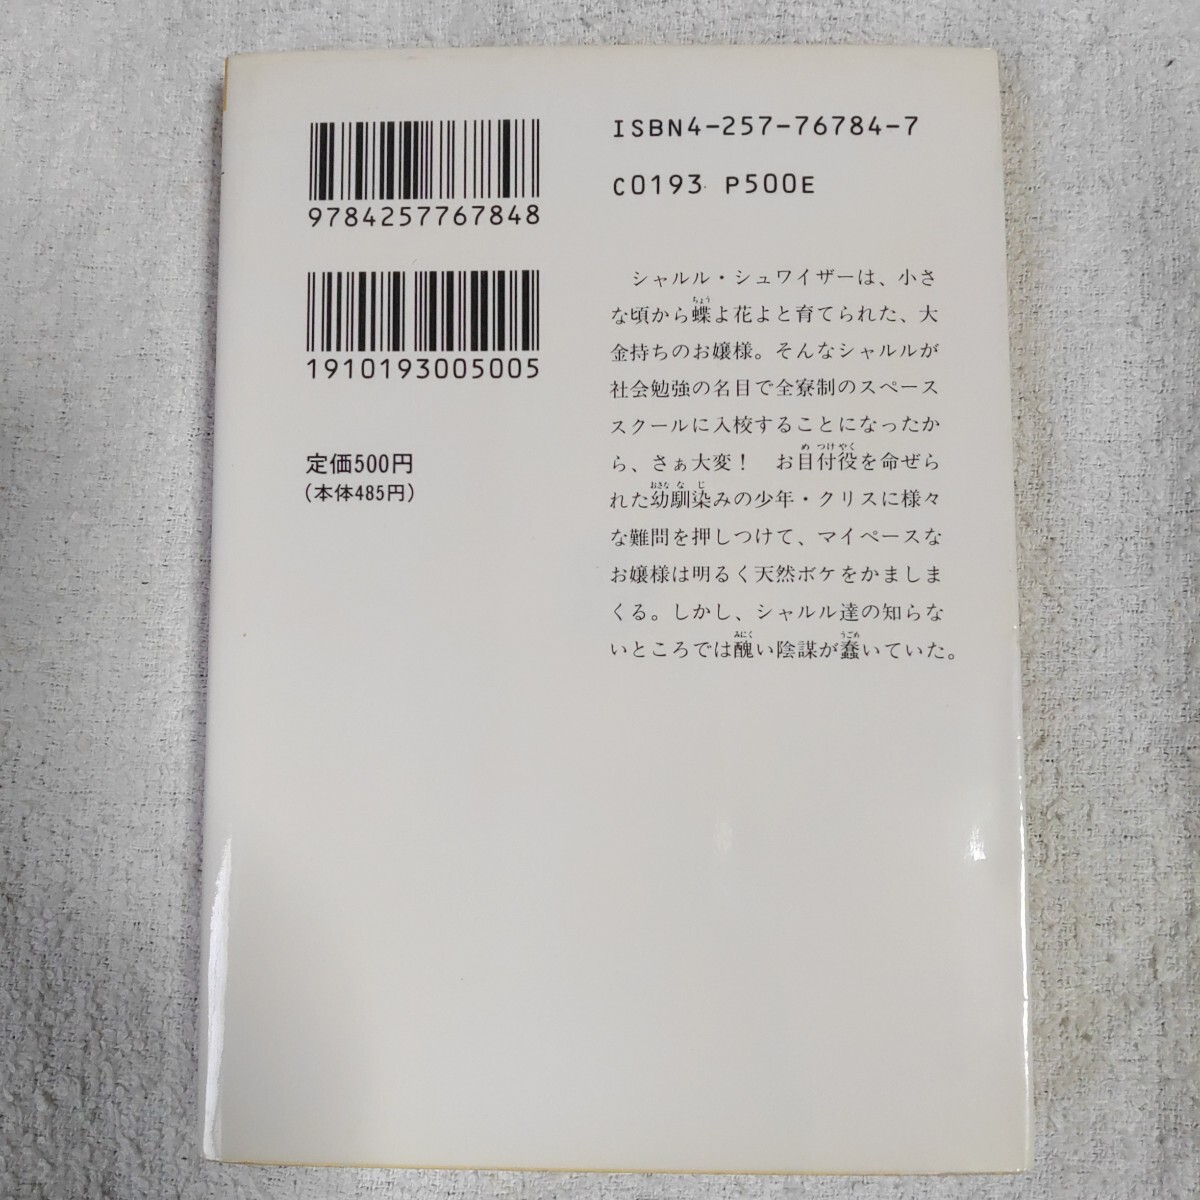 9784257767848
1910193005005
定価500円
(本体485円)
ISBN4-257-76784-7
C0193 P500E
シャルル・シュワイザーは、小さ
な頃から蝶よ花よと育てられた、大
金持ちのお嬢様。そんなシャルルが
社会勉強の名目で全寮制のスペース
スクールに入校することになったか
ら、さぁ大変！　お目付役を命ぜら
れた幼馴染みの少年・クリスに様々
な難問を押しつけて、マイペースな
お嬢様は明るく天然ボケをかましま
くる。しかし、シャルル達の知らな
いところでは醜い陰謀が蠢いていた。